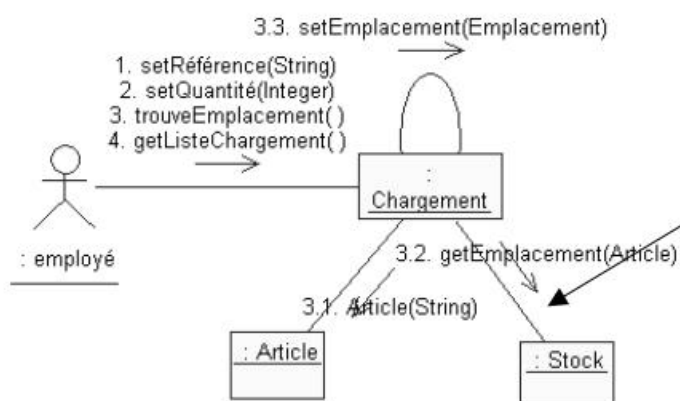 3.3. setEmplacement(Emplacement)
1. setRéférence(String)
2. setQuantité(Integer)
3. trouveEmplacement( )
4. getListeChargement( )
:
Chargement
: employé
3.2. getEmplacement(Article)
3.1. Article(String)
: Article
: Stock